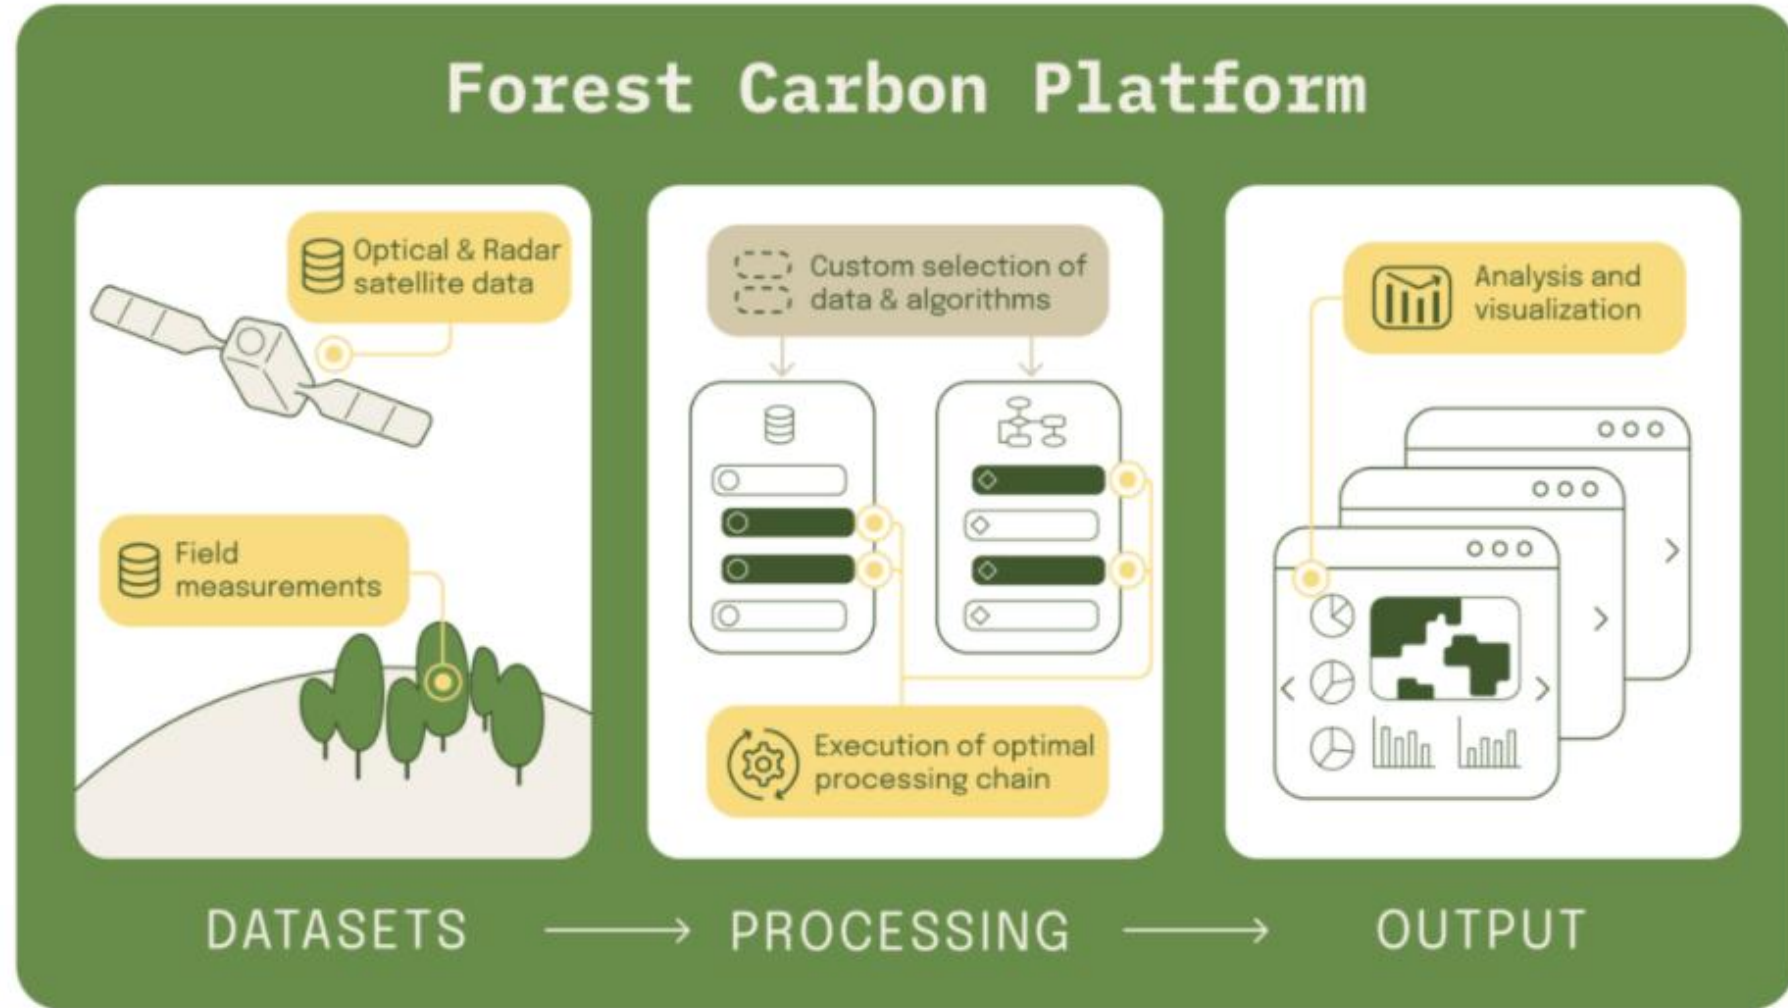 Forest Carbon Platform
Optical & Radar
satellite data
Field
measurements
Custom selection of
data & algorithms
Execution of optimal
processing chain
Analysis and
visualization
DATASETS
PROCESSING
OUTPUT